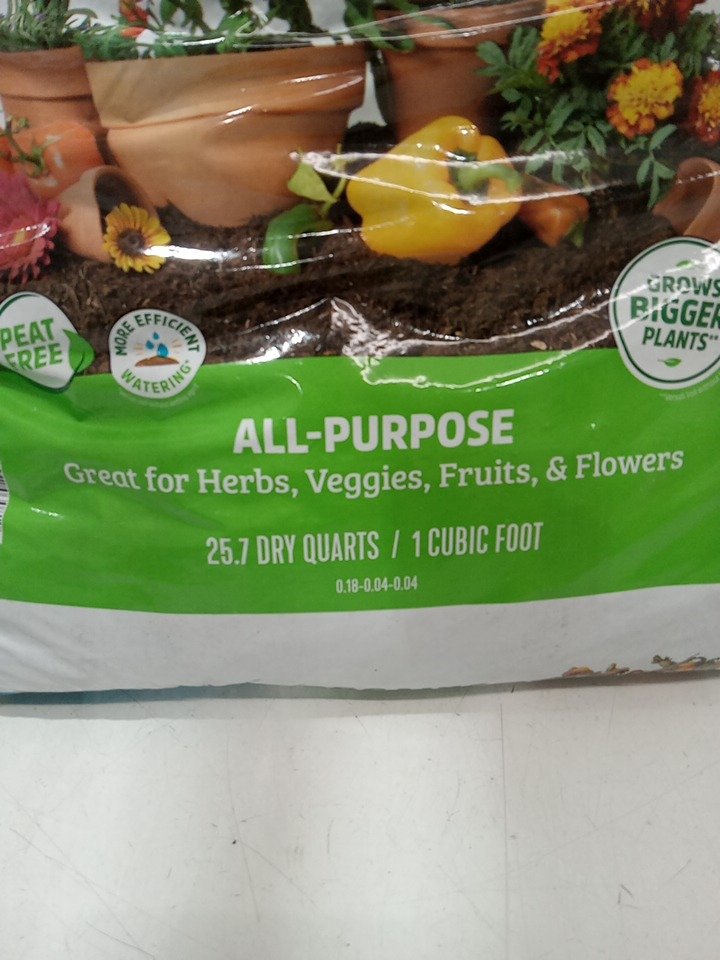 PEAT
FREE
MORE EFFICIENT
WATERING
GROWS
BIGGER
PLANTS**
ALL-PURPOSE
Great for Herbs, Veggies, Fruits, & Flowers
25.7 DRY QUARTS / 1 CUBIC FOOT
0.18-0.04-0.04